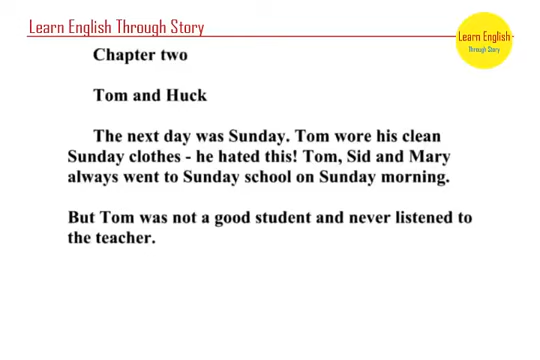 Learn English Through Story
Learn English
Through Story
Chapter two
Tom and Huck
The next day was Sunday. Tom wore his clean
Sunday clothes - he hated this! Tom, Sid and Mary
always went to Sunday school on Sunday morning.
But Tom was not a good student and never listened to
the teacher.